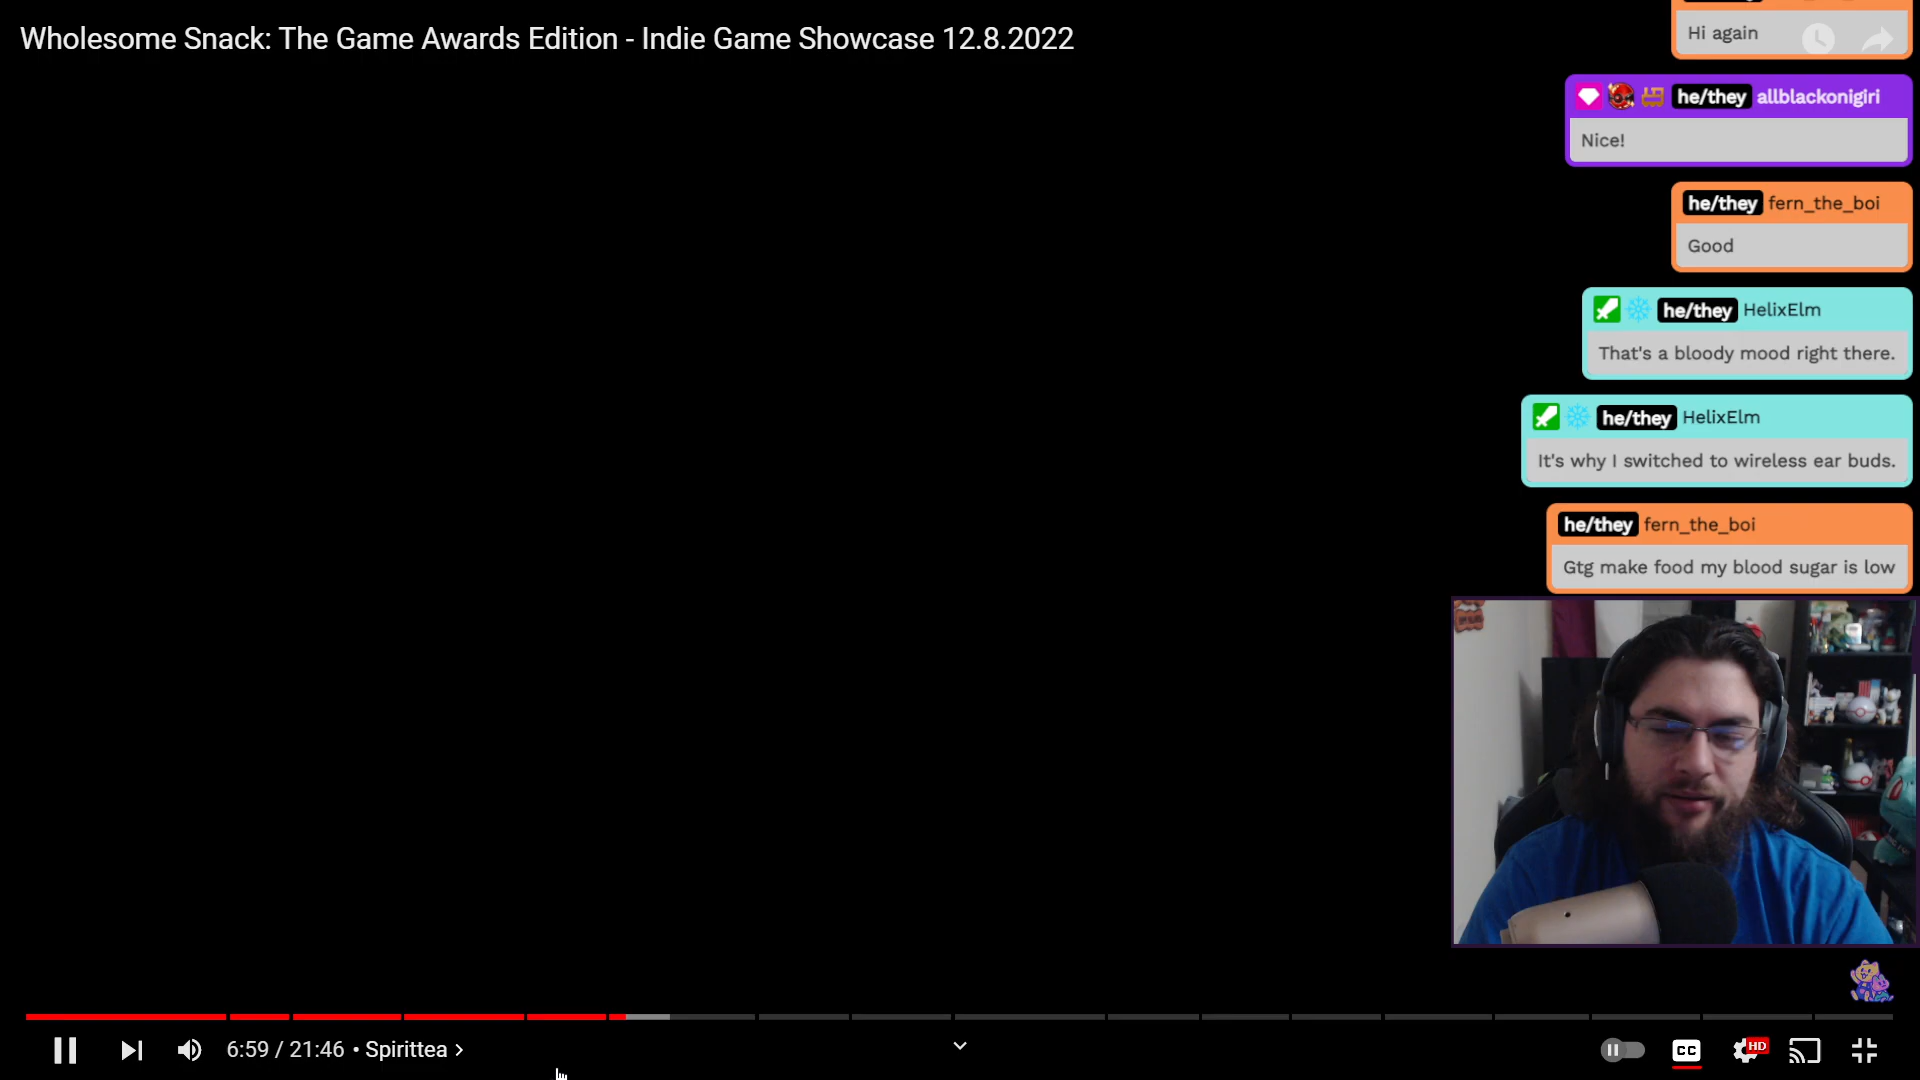 Wholesome Snack: The Game Awards Edition - Indie Game Showcase 12.8.2022
Hi again
he/they allblackonigiri
Nice!
he/they fern_the_boi
Good
he/they HelixElm
That's a bloody mood right there.
he/they HelixElm
It's why I switched to wireless ear buds.
he/they fern_the_boi
Gtg make food my blood sugar is low
6:59 / 21:46 • Spirittea >
CC
HD